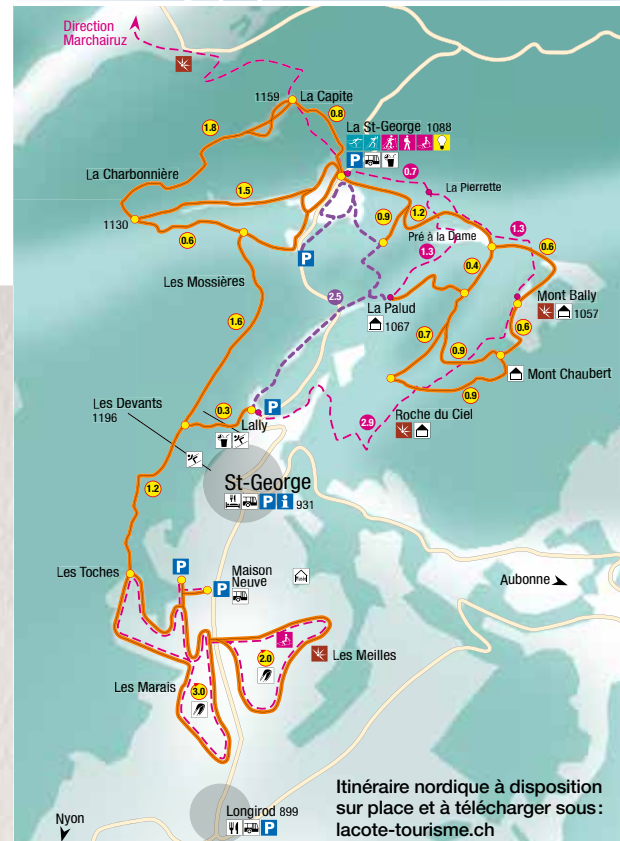 Direction
Marchairuz
1159
La Capite
0.8
1.8
La St-George 1088
P
La Charbonnière
0.7
La Pierrette
1.5
0.9
1.2
1130
0.6
Pré à la Dame
1.3
1.3
0.6
P
0.4
Les Mossières
2.5
La Palud
1067
Mont Bally
1057
1.6
0.7
0.6
0.9
Mont Chaubert
Les Devants
1196
0.3
P
Lally
0.9
Roche du Ciel
2.9
St-George
P i 931
1.2
Les Toches
P
Maison
Neuve
P
Aubonne
2.0
Les Meilles
Les Marais
3.0
Itinéraire nordique à disposition
sur place et à télécharger sous:
lacote-tourisme.ch
Longirod 899
P
Nyon